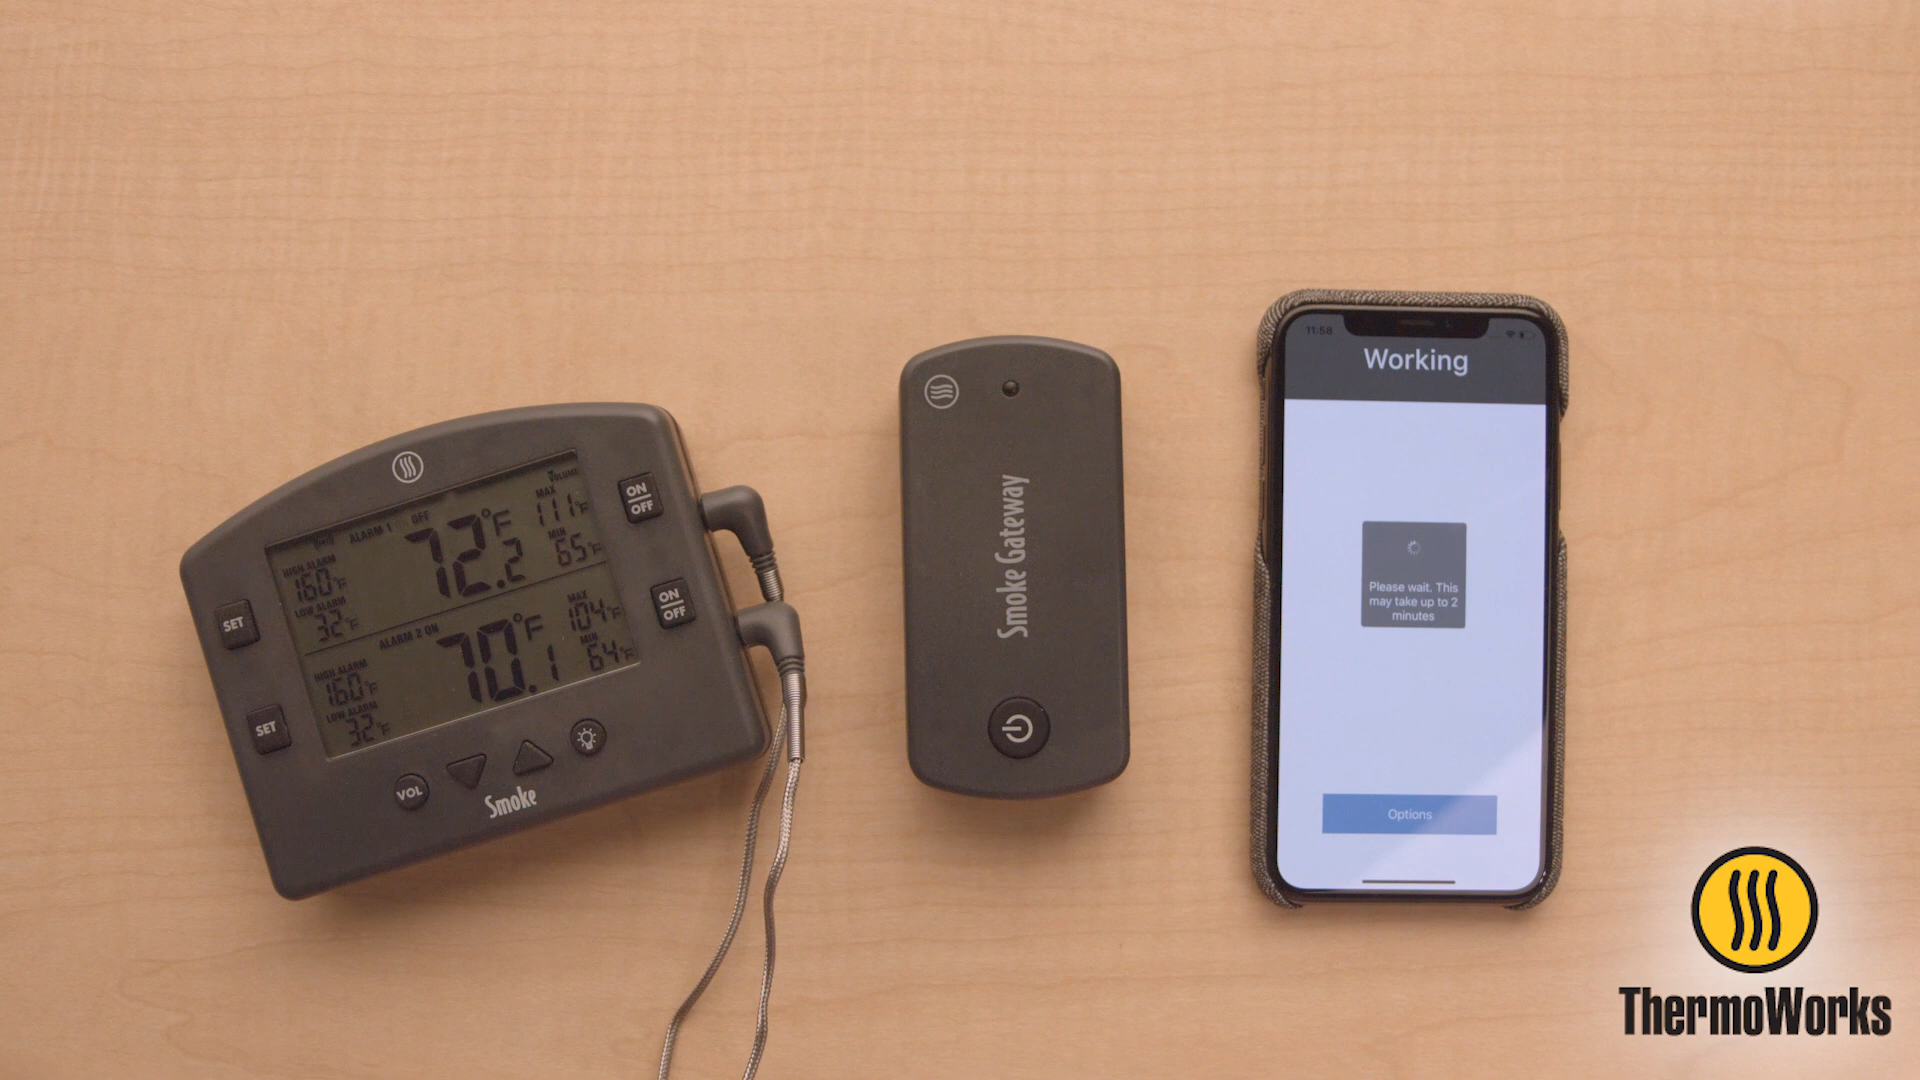 VOLUME
ALARM 1 OFF
MAX
111°F
HIGH ALARM
160°F
72.2°F
MIN
65°F
LOW ALARM
32°F
ALARM 2 ON
MAX
104°F
HIGH ALARM
160°F
70.1°F
MIN
64°F
LOW ALARM
32°F
ON
OFF
ON
OFF
SET
SET
VOL
Smoke
Smoke Gateway
11:58
Working
Please wait. This
may take up to 2
minutes
Options
ThermoWorks